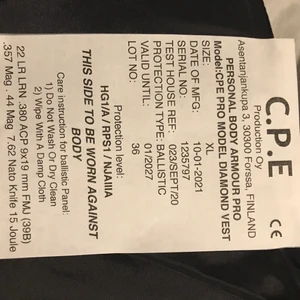 C.P.E
CE
Production Oy
Asentajankuja 3, 30300 Forssa, FINLAND
PERSONAL BODY ARMOUR PRO
Model:CPE PRO MODEL DIAMOND VEST
SIZE: XL
DATE OF MFG: 10-01-2021
SERIAL NO: 1235797
TEST HOUSE REF: 023/SEPT/20
PROTECTION TYPE: BALLISTIC
VALID UNTIL: 01/2027
LOT NO: 36
Protection level:
HG1/A / RPS1 / NIJIIIA
THIS SIDE TO BE WORN AGAINST
BODY
Care instruction for ballistic Panel:
1) Do Not Wash Or Dry Clean
2) Wipe With A Damp Cloth
22 LR LRN .380 ACP 9x19 mm FMJ (39B)
357 Mag. 44 Mag 7.62 Nato Knife 15 Joule